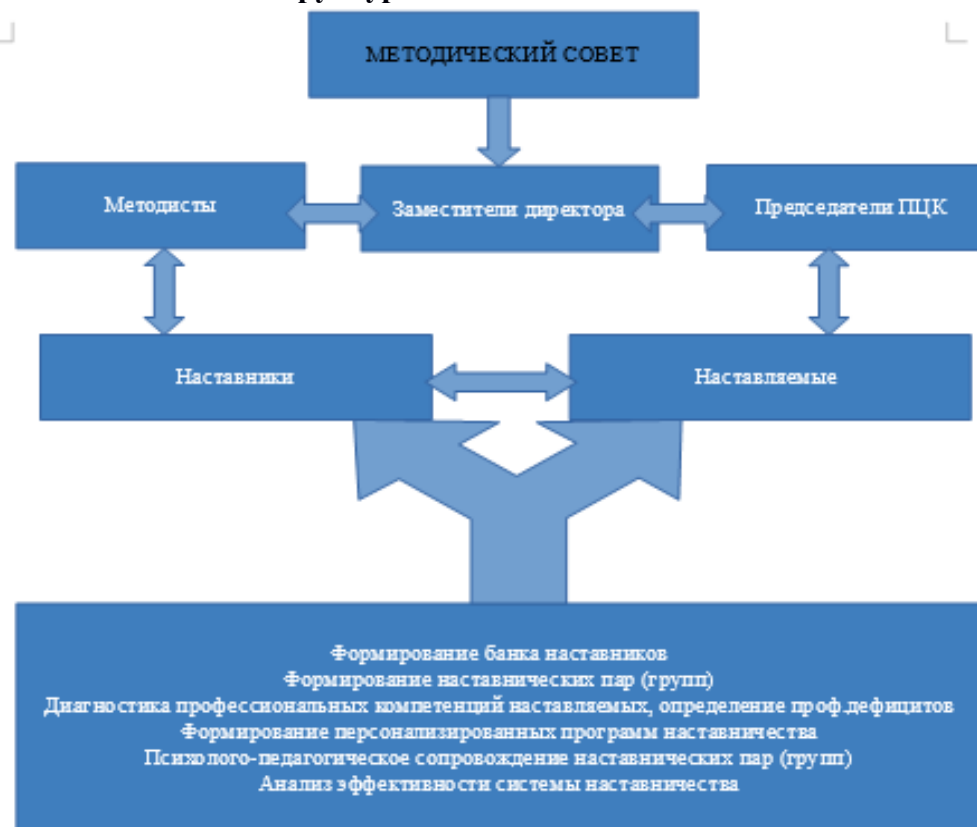 МЕТОДИЧЕСКИЙ СОВЕТ
Методисты
Заместители директора
Председатели ПЦК
Наставники
Наставляемые
Формирование банка наставников
Формирование наставнических пар (групп)
Диагностика профессиональных компетенций наставляемых, определение проф.дефицитов
Формирование персонализированных программ наставничества
Психолого-педагогическое сопровождение наставнических пар (групп)
Анализ эффективности системы наставничества